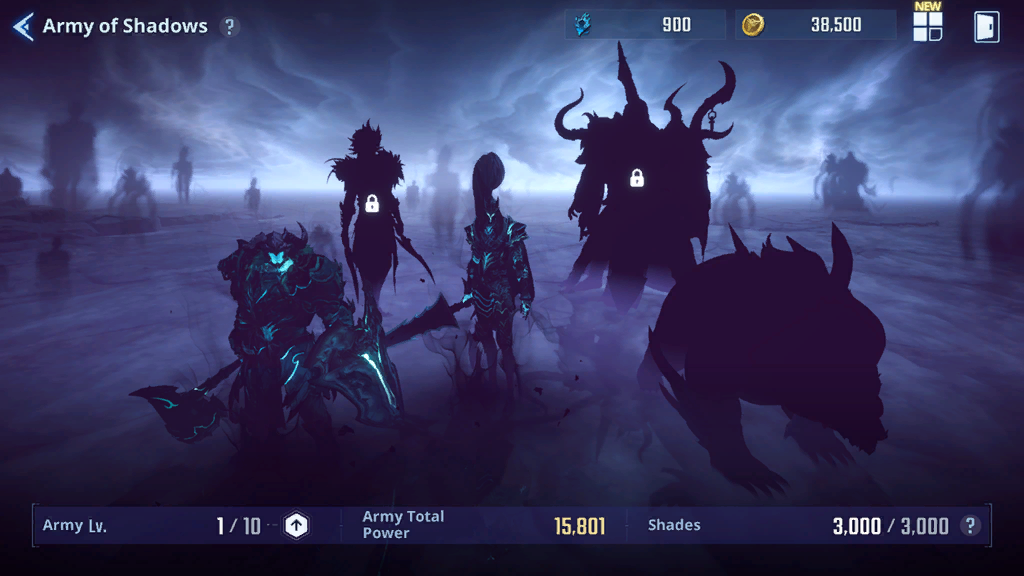 Army of Shadows ?
900
38,500
NEW
Army Lv.
1 / 10
Army Total
Power
15,801
Shades
3,000 / 3,000 ?